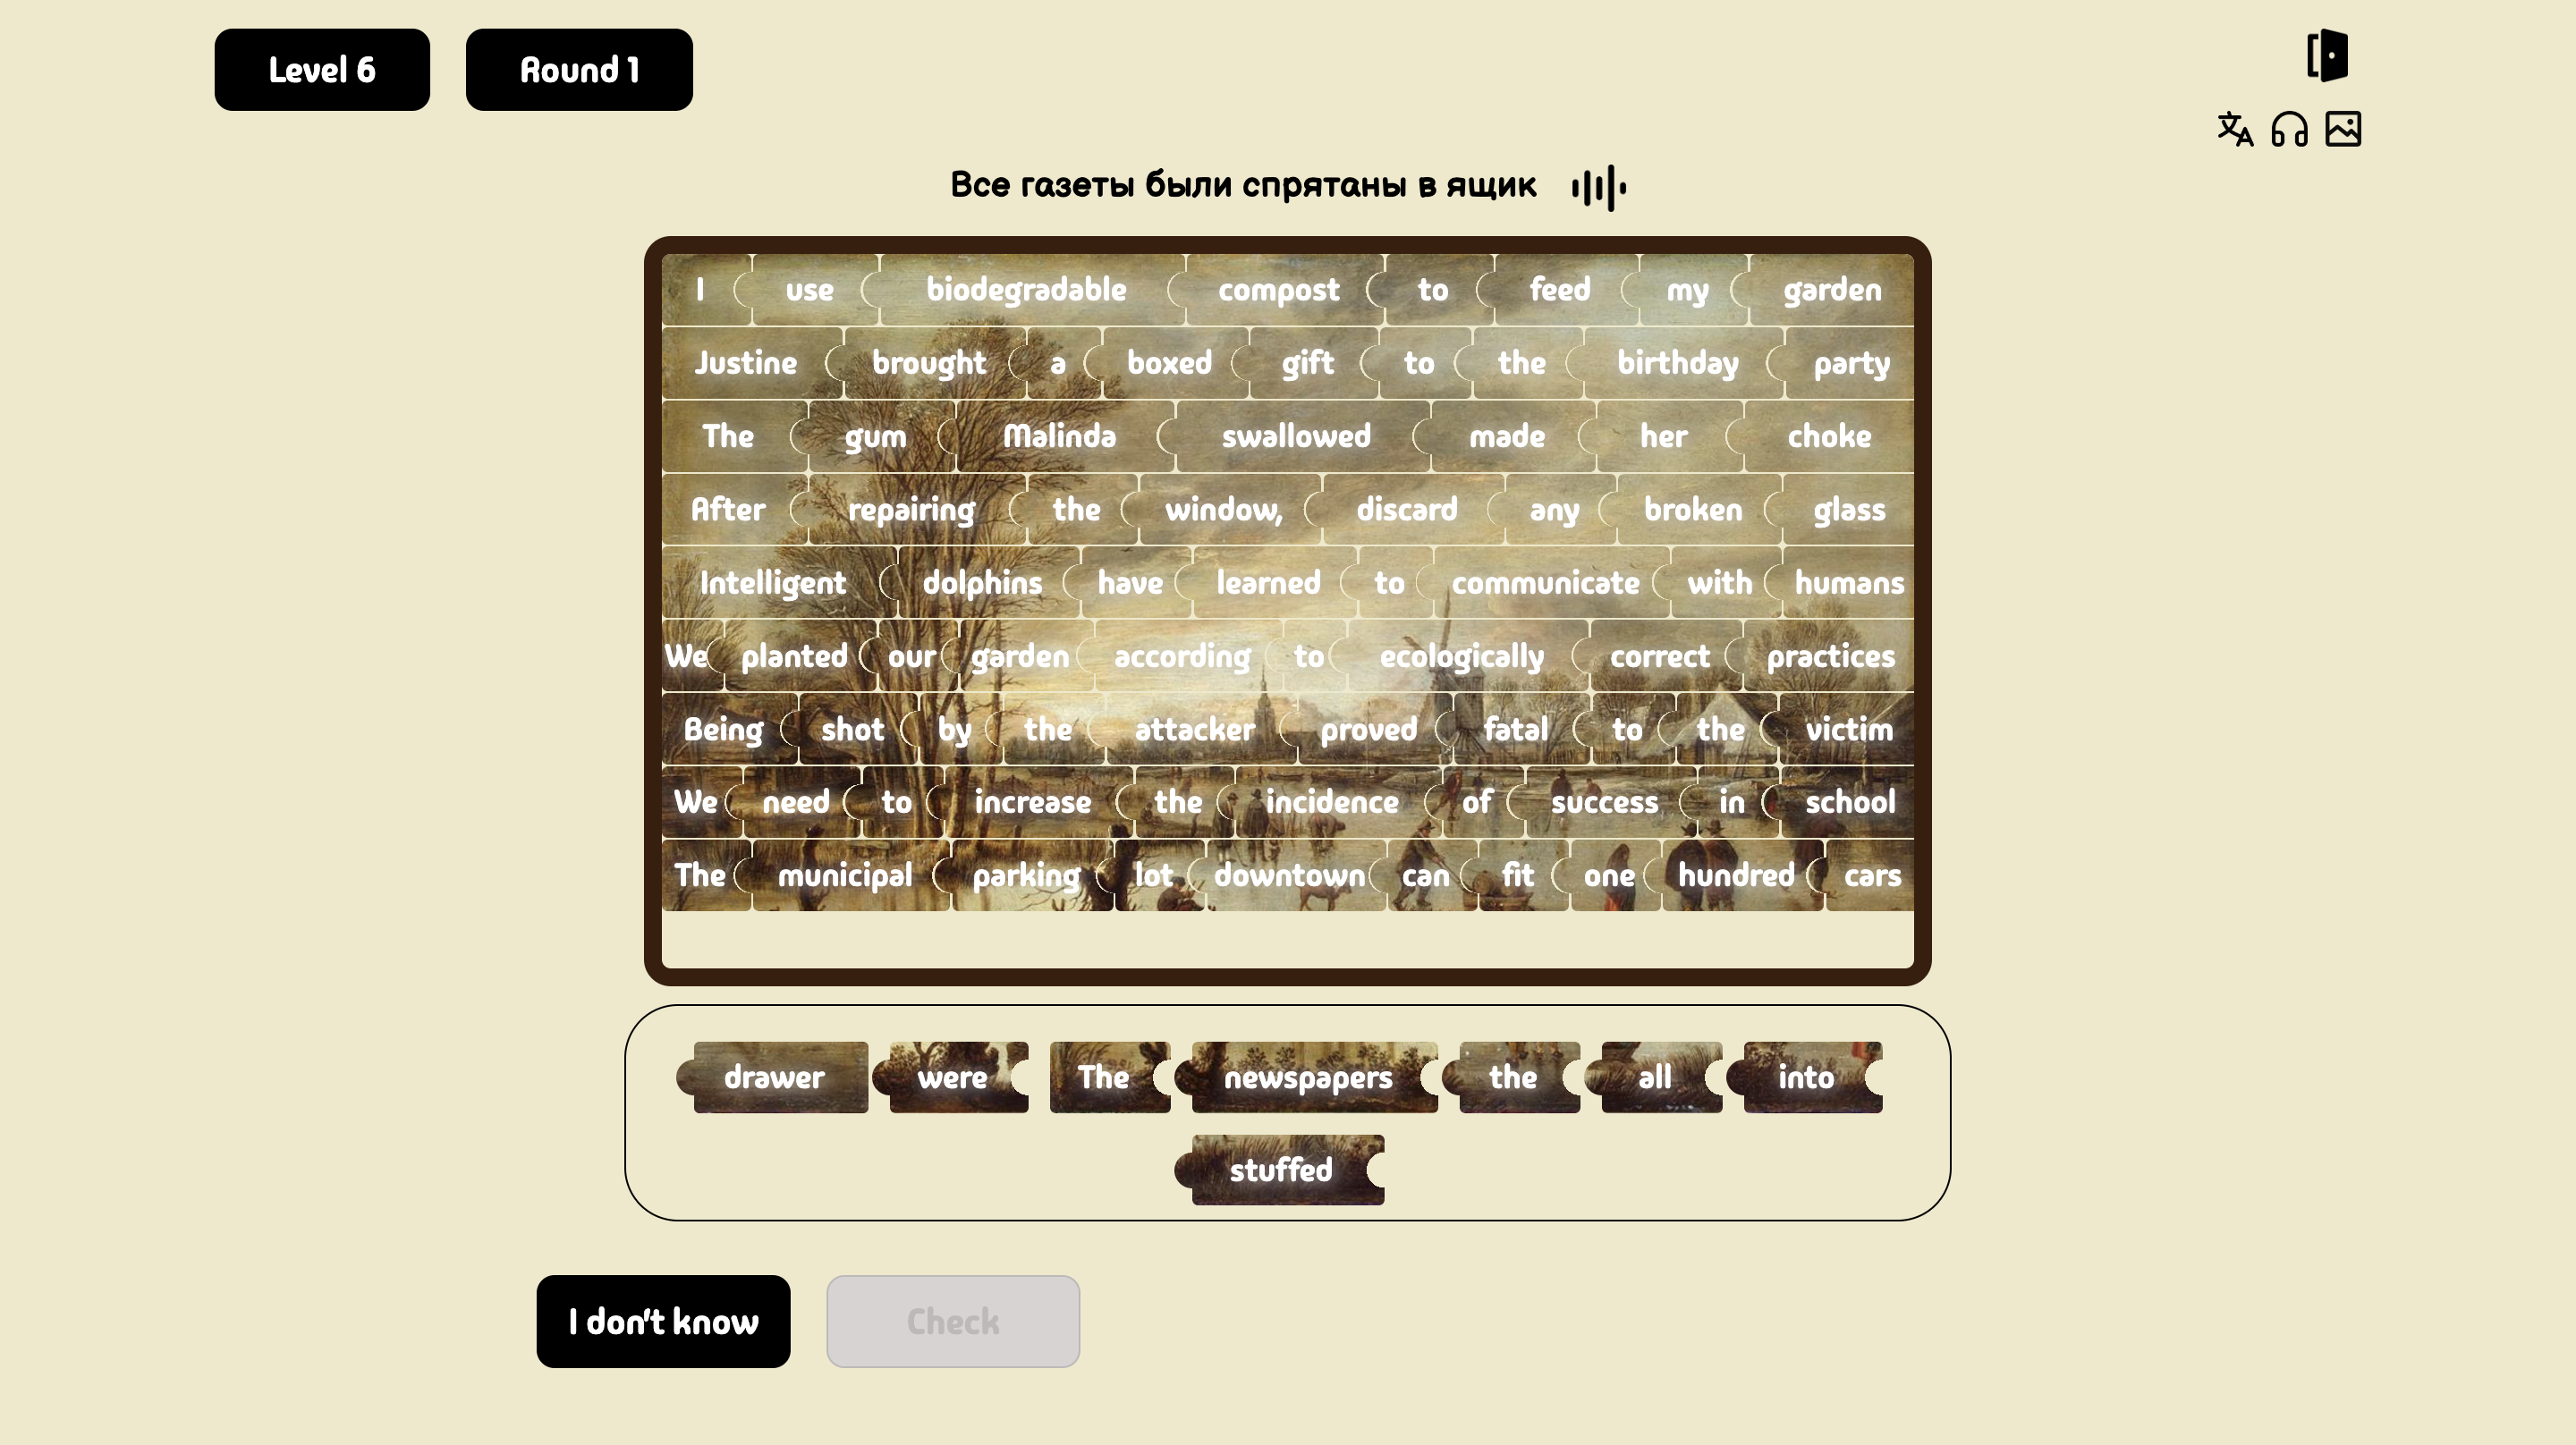 Level 6 Round 1
Все газеты были спрятаны в ящик
I use biodegradable compost to feed my garden
Justine brought a boxed gift to the birthday party
The gum Malinda swallowed made her choke
After repairing the window, discard any broken glass
Intelligent dolphins have learned to communicate with humans
We planted our garden according to ecologically correct practices
Being shot by the attacker proved fatal to the victim
We need to increase the incidence of success in school
The municipal parking lot downtown can fit one hundred cars
drawer were The newspapers the all into
stuffed
I don't know Check